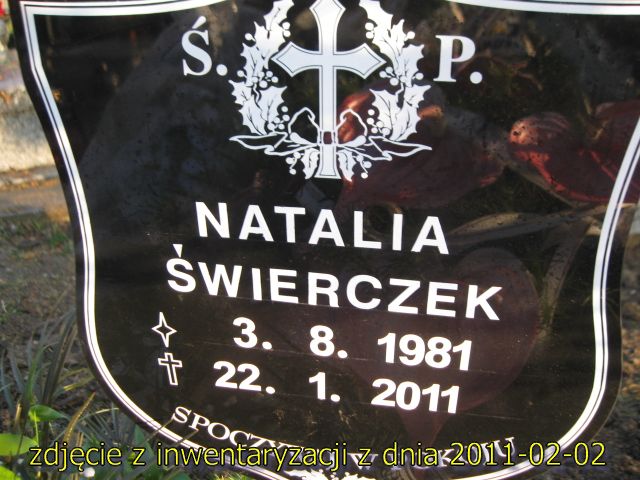 Ś. P.
NATALIA
ŚWIERCZEK
3. 8. 1981
22. 1. 2011
zdjęcie z inwentaryzacji z dnia 2011-02-02